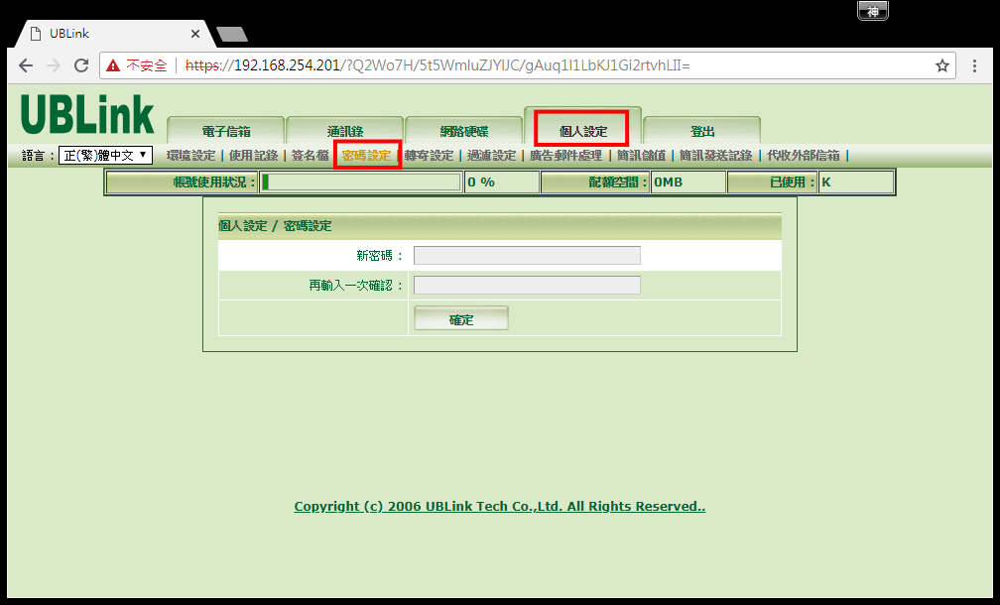 神
UBLink
不安全 | https://192.168.254.201/?Q2Wo7H/5t5WmluZJYIJC/gAuq1I1LbKJ1Gi2rtvhLII=
UBLink
電子信箱 通訊錄 網路硬碟 個人設定 登出
語言： 正(繁)體中文 環境設定 | 使用記錄 | 簽名檔 | 密碼設定 | 轉寄設定 | 過濾設定 | 廣告郵件處理 | 簡訊儲值 | 簡訊發送記錄 | 代收外部信箱 |
帳號使用狀況： 0 % 配額空間： 0MB 已使用： K
個人設定 / 密碼設定
新密碼：
再輸入一次確認：
確定
Copyright (c) 2006 UBLink Tech Co.,Ltd. All Rights Reserved..